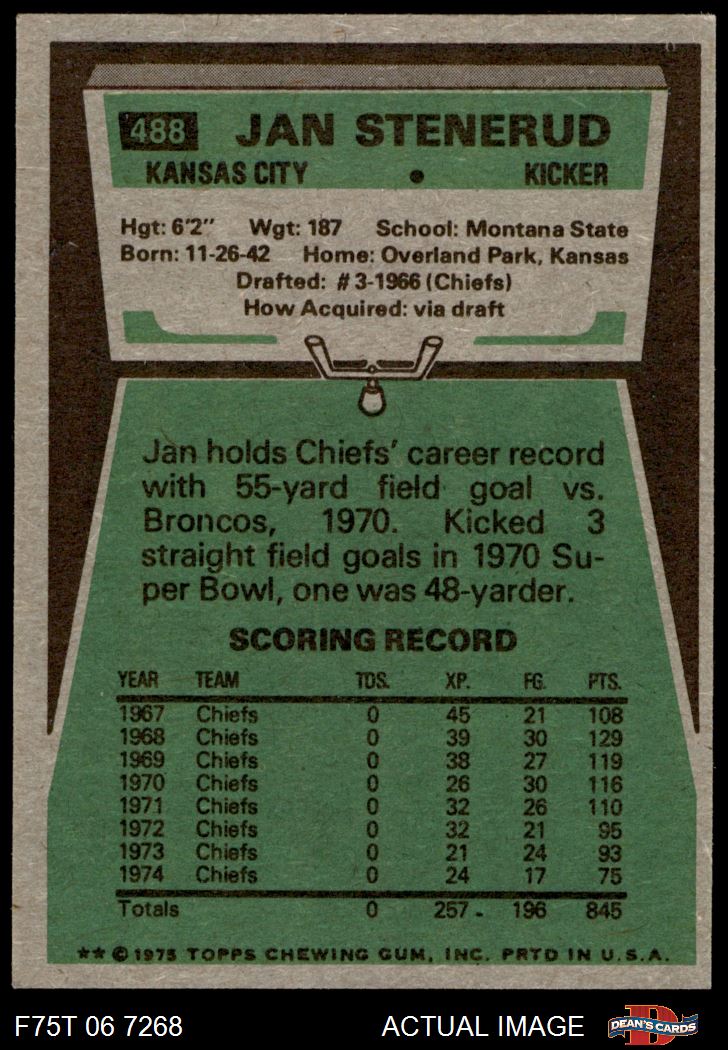 488 JAN STENERUD
KANSAS CITY • KICKER
Hgt: 6'2" Wgt: 187 School: Montana State
Born: 11-26-42 Home: Overland Park, Kansas
Drafted: #3-1966 (Chiefs)
How Acquired: via draft
Jan holds Chiefs' career record
with 55-yard field goal vs.
Broncos, 1970. Kicked 3
straight field goals in 1970 Su-
per Bowl, one was 48-yarder.
SCORING RECORD
YEAR TEAM TDS. XP. FG. PTS.
1967 Chiefs 0 45 21 108
1968 Chiefs 0 39 30 129
1969 Chiefs 0 38 27 119
1970 Chiefs 0 26 30 116
1971 Chiefs 0 32 26 110
1972 Chiefs 0 32 21 95
1973 Chiefs 0 21 24 93
1974 Chiefs 0 24 17 75
Totals 0 257 196 845
★★ © 1975 TOPPS CHEWING GUM, INC. PRTD IN U.S.A.
F75T 06 7268 ACTUAL IMAGE DEAN'S CARDS